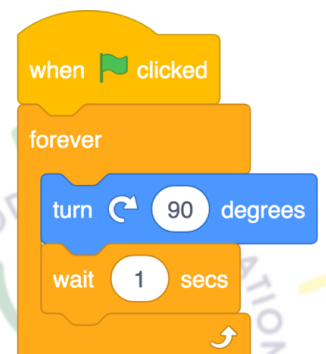 when clicked
forever
turn 90 degrees
wait 1 secs